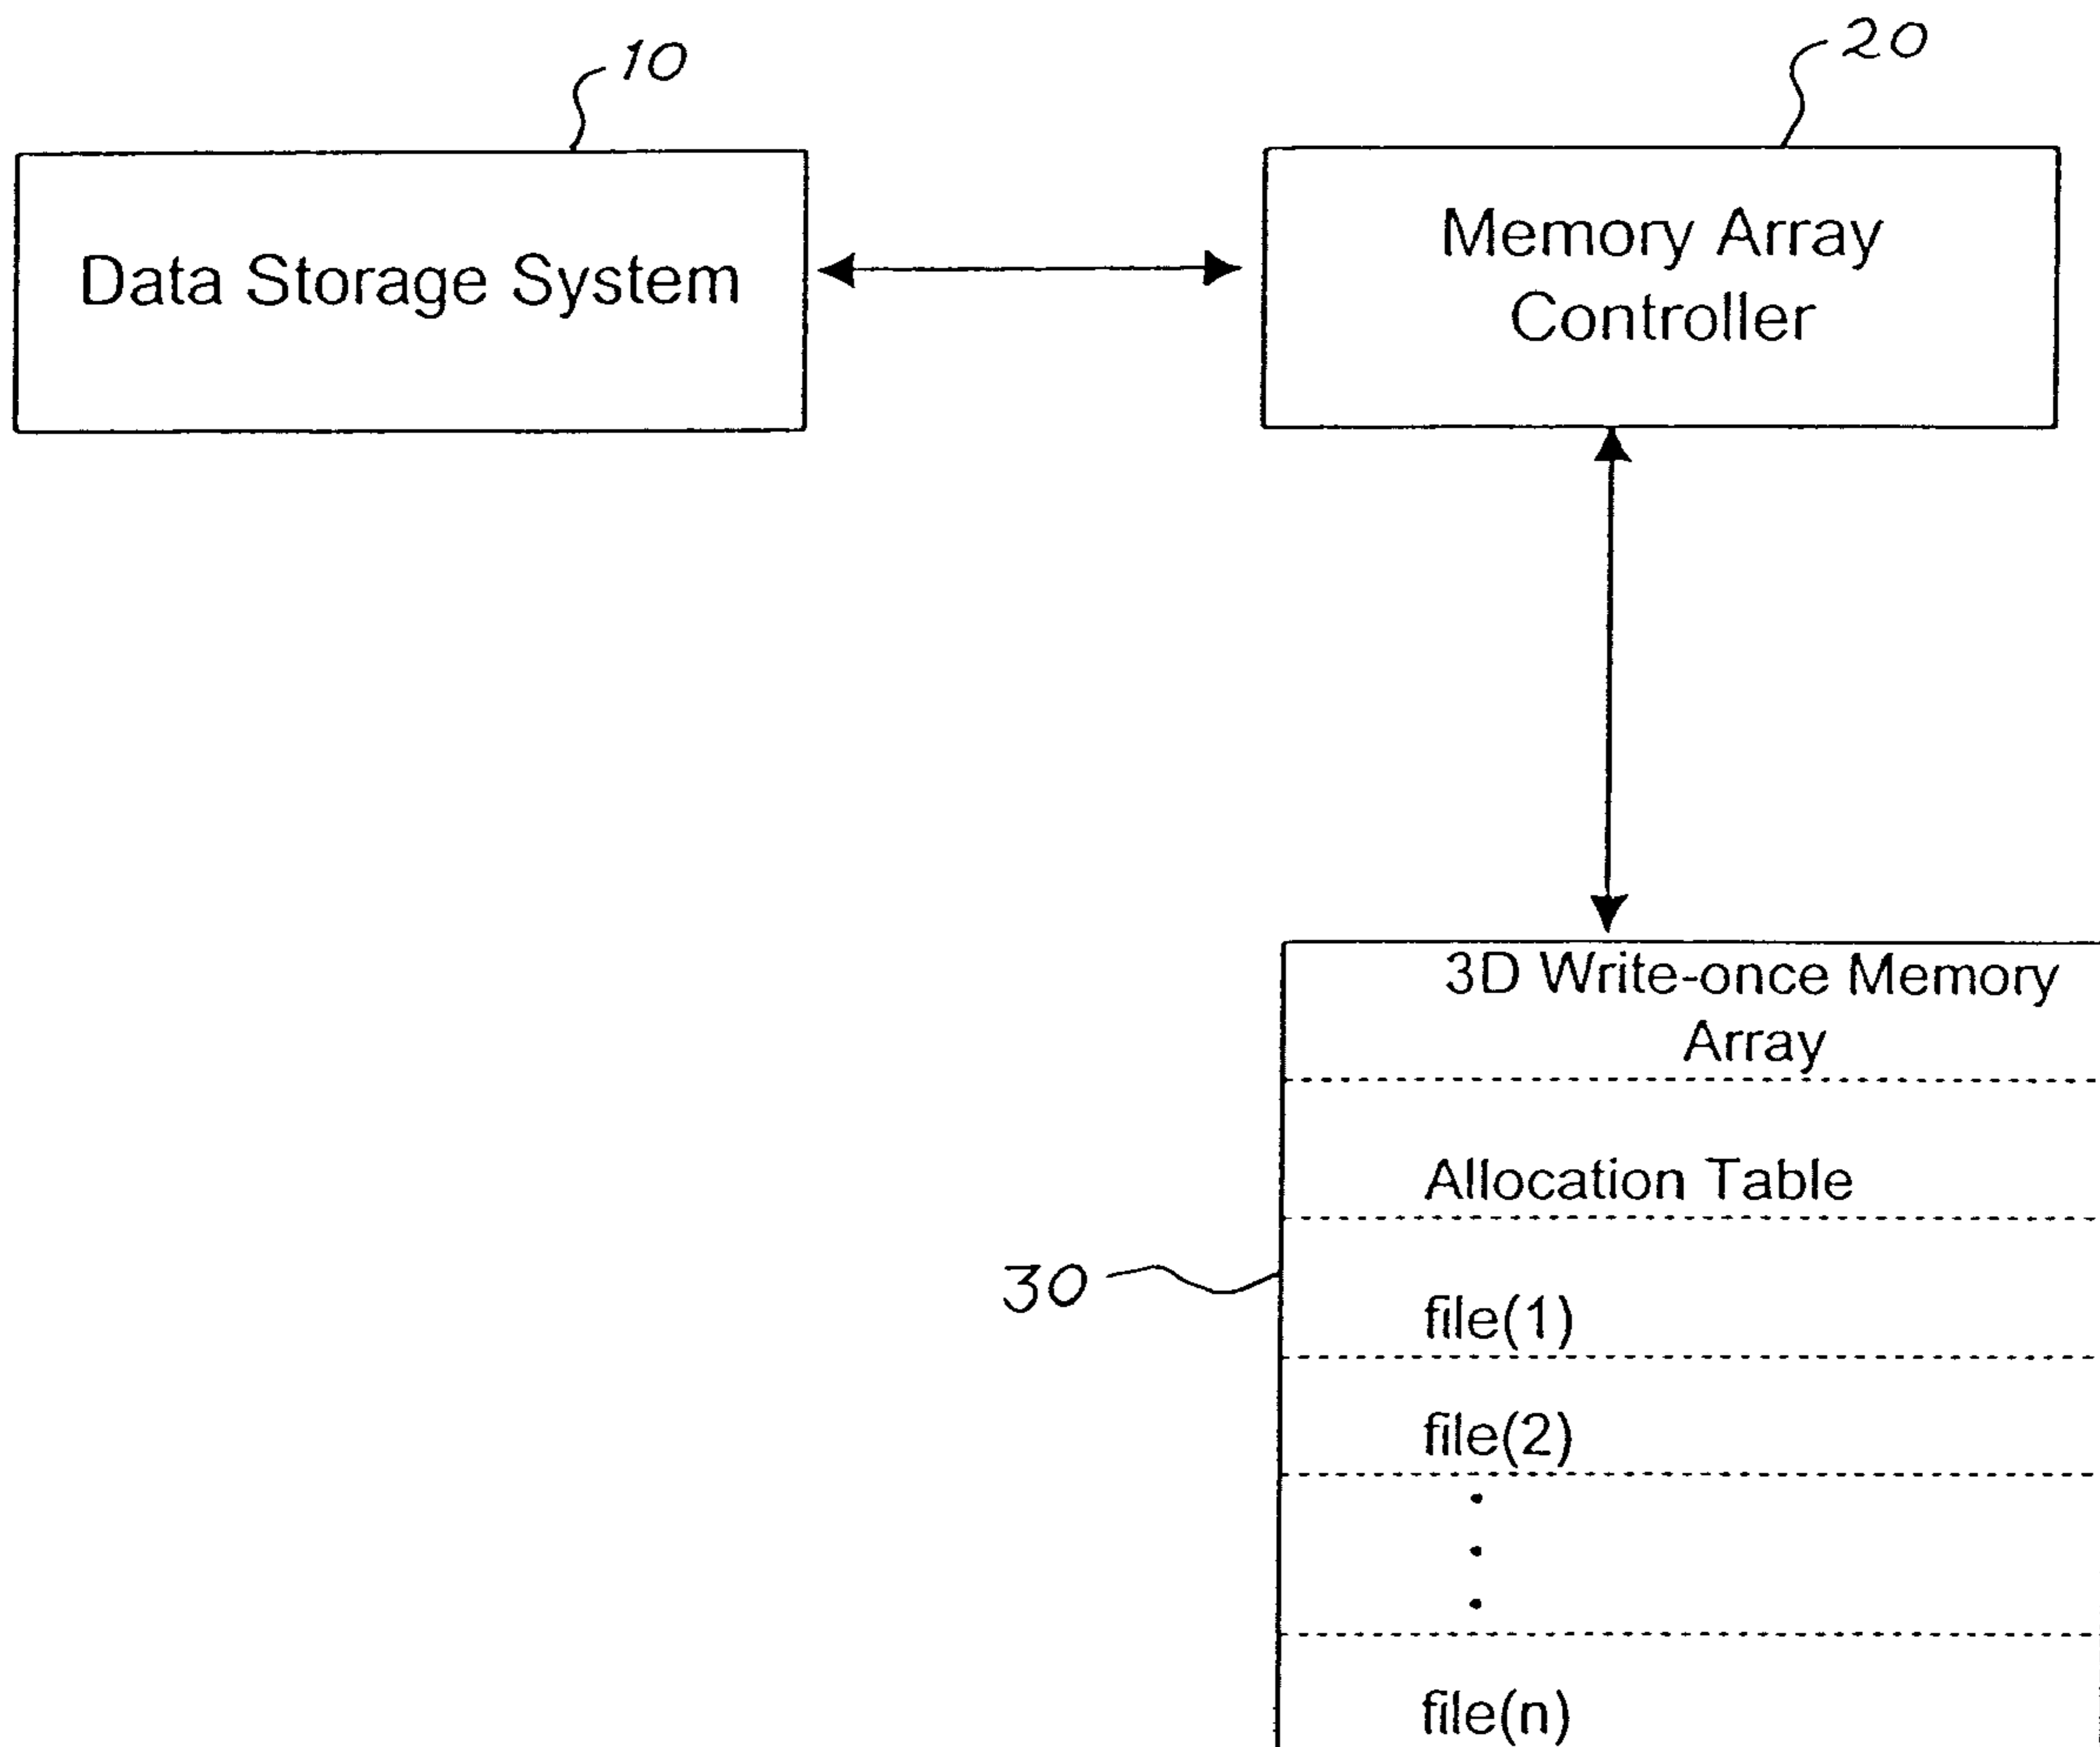 10
20
Data Storage System
Memory Array
Controller
3D Write-once Memory
Array
Allocation Table
30
file(1)
file(2)
file(n)